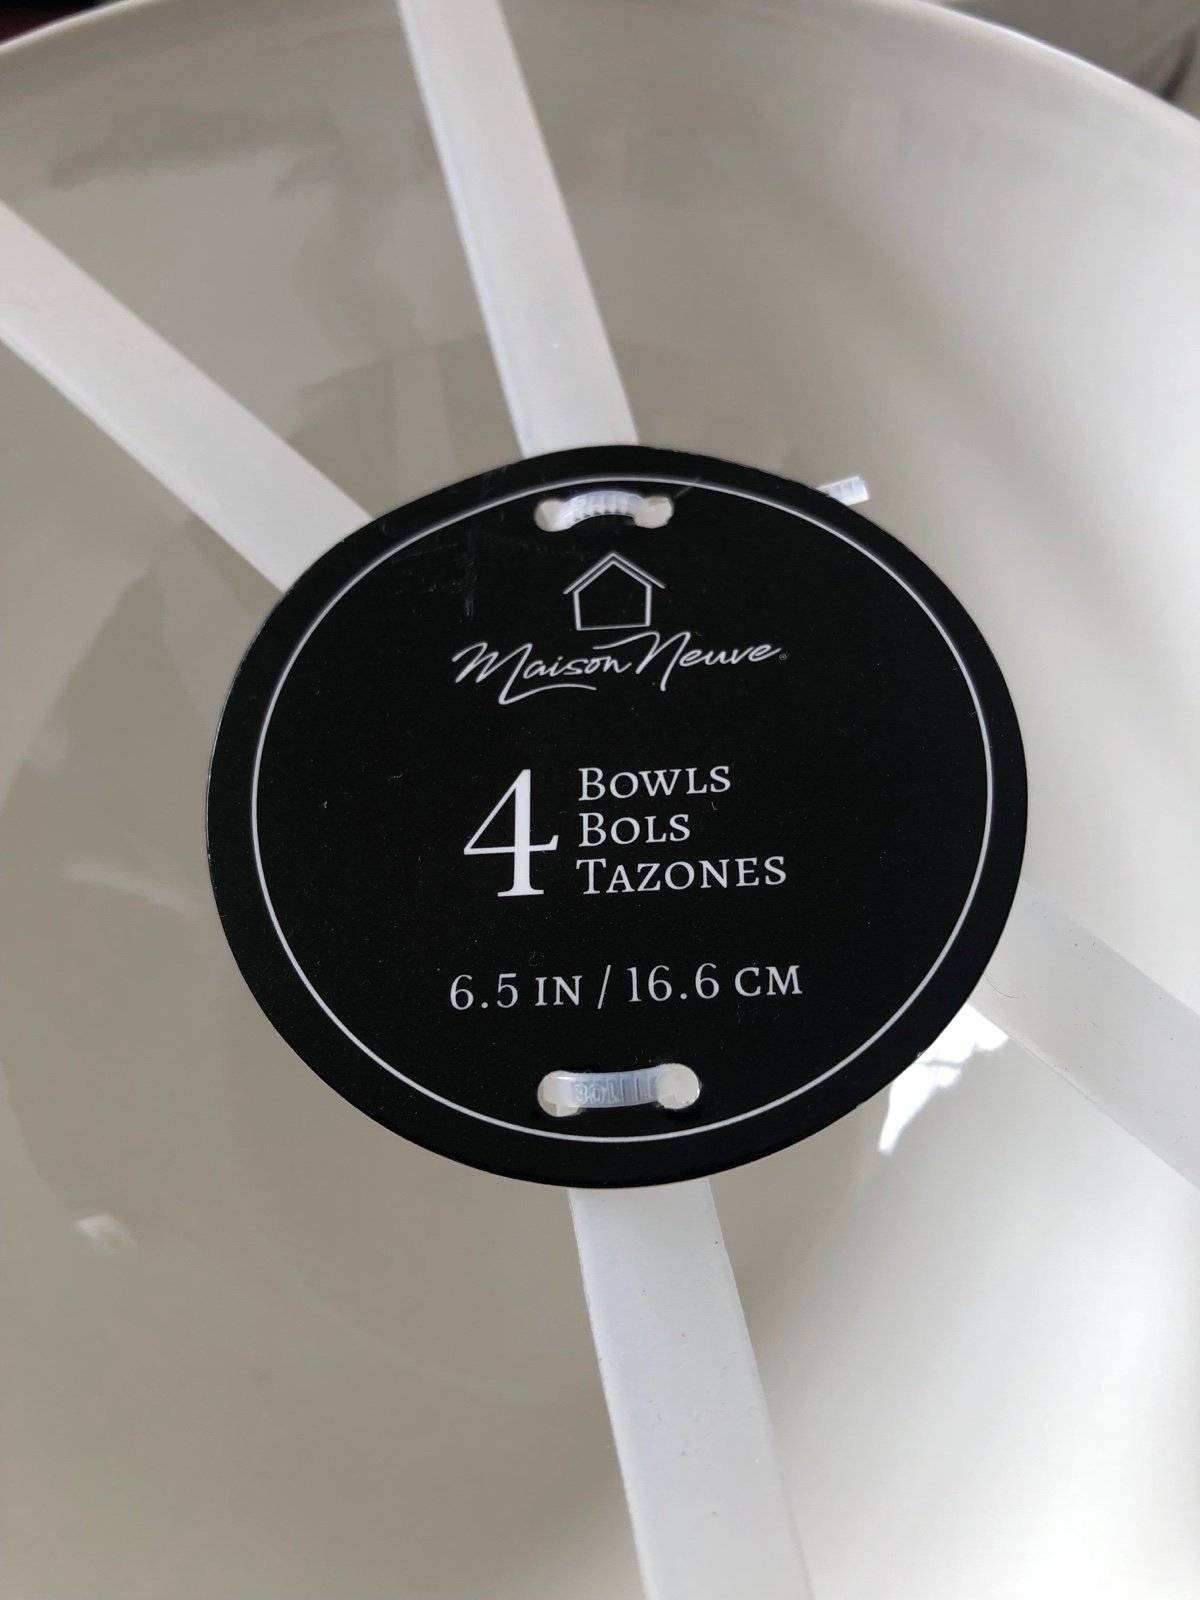 Maison Neuve®
4 BOWLS
BOLS
TAZONES
6.5 IN / 16.6 CM